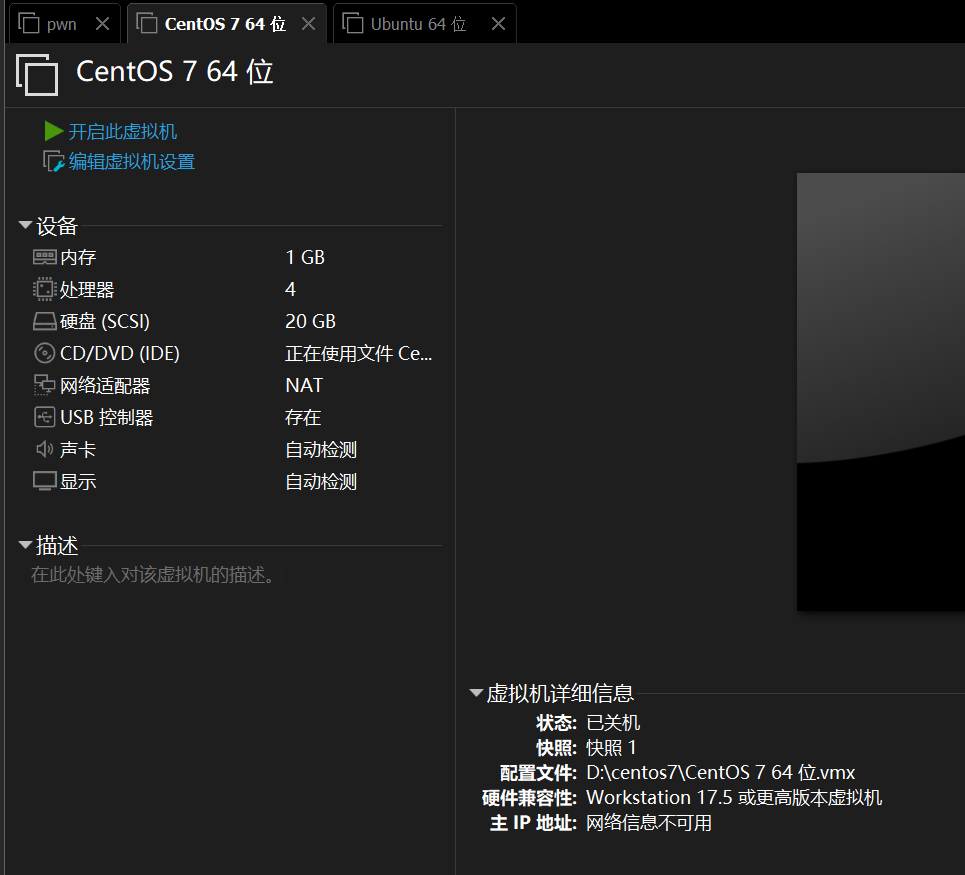 pwn
CentOS 7 64 位
Ubuntu 64 位
CentOS 7 64 位
开启此虚拟机
编辑虚拟机设置
设备
内存 1 GB
处理器 4
硬盘 (SCSI) 20 GB
CD/DVD (IDE) 正在使用文件 Ce...
网络适配器 NAT
USB 控制器 存在
声卡 自动检测
显示 自动检测
描述
在此处键入对该虚拟机的描述。
虚拟机详细信息
状态: 已关机
快照: 快照 1
配置文件: D:\centos7\CentOS 7 64 位.vmx
硬件兼容性: Workstation 17.5 或更高版本虚拟机
主 IP 地址: 网络信息不可用